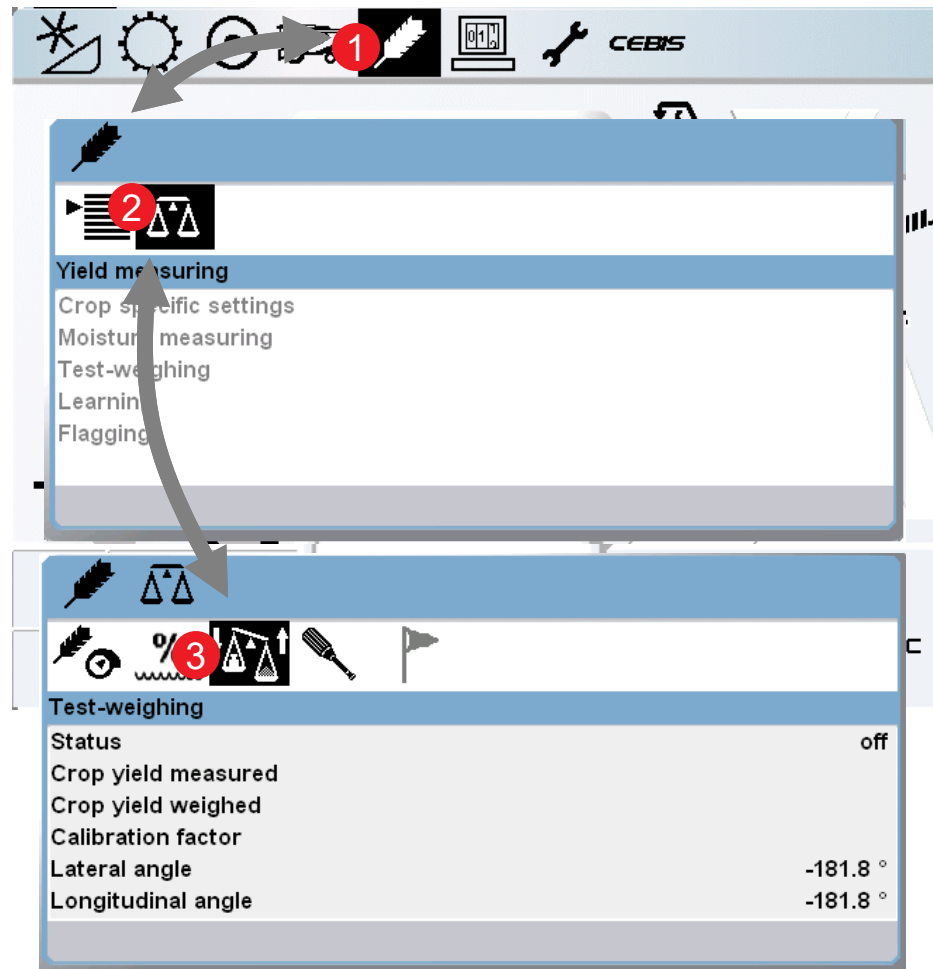 1
CEBIS
2
Yield measuring
Crop specific settings
Moisture measuring
Test-weighing
Learning
Flagging
%
3
Test-weighing
Status off
Crop yield measured
Crop yield weighed
Calibration factor
Lateral angle -181.8 °
Longitudinal angle -181.8 °